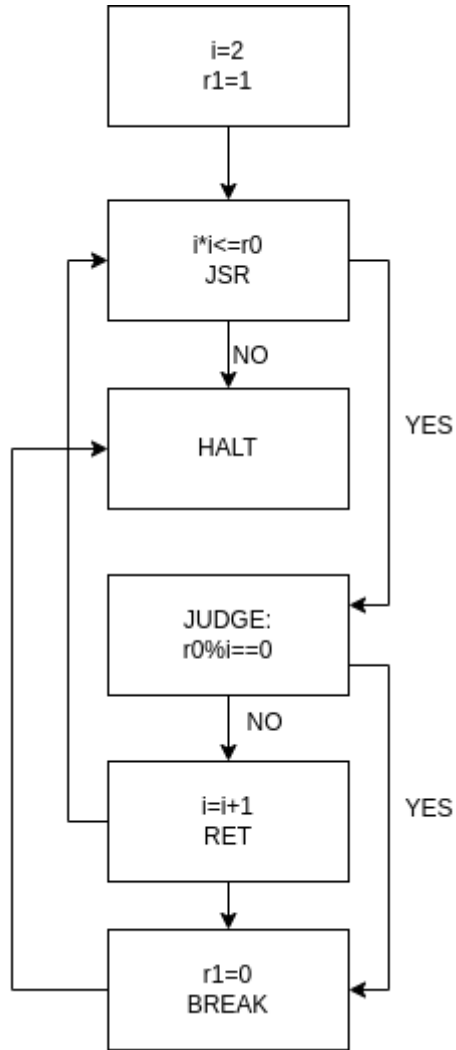 i=2
r1=1
i*i<=r0
JSR
NO
HALT
YES
JUDGE:
r0%i==0
NO
i=i+1
RET
YES
r1=0
BREAK